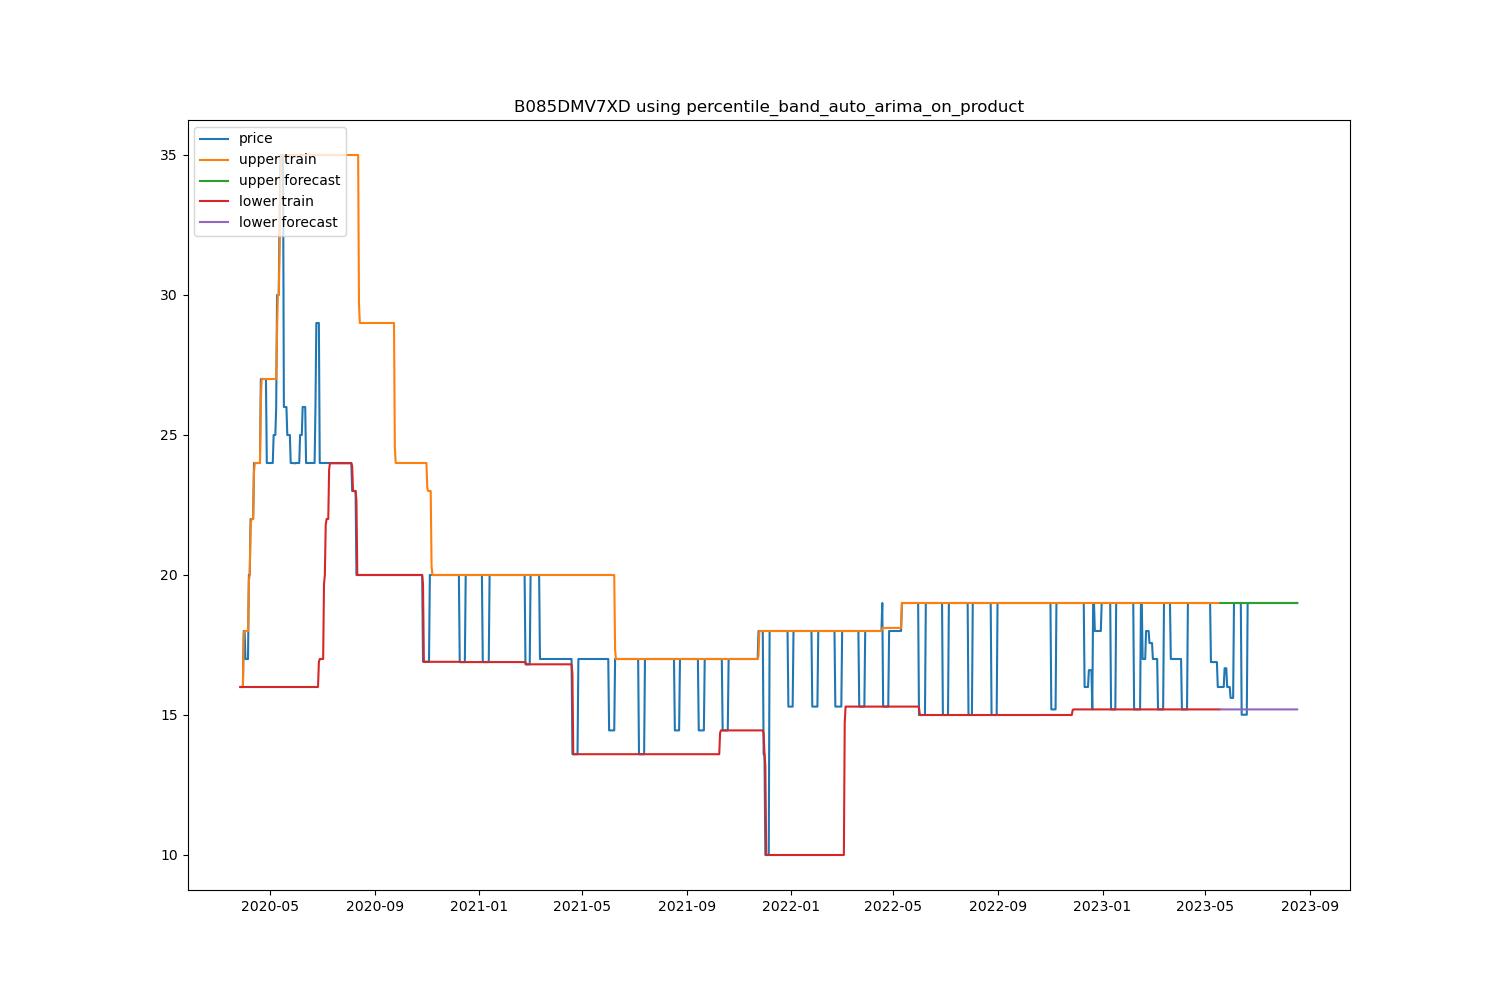 B085DMV7XD using percentile_band_auto_arima_on_product
price
upper train
upper forecast
lower train
lower forecast
35
30
25
20
15
10
2020-05 2020-09 2021-01 2021-05 2021-09 2022-01 2022-05 2022-09 2023-01 2023-05 2023-09